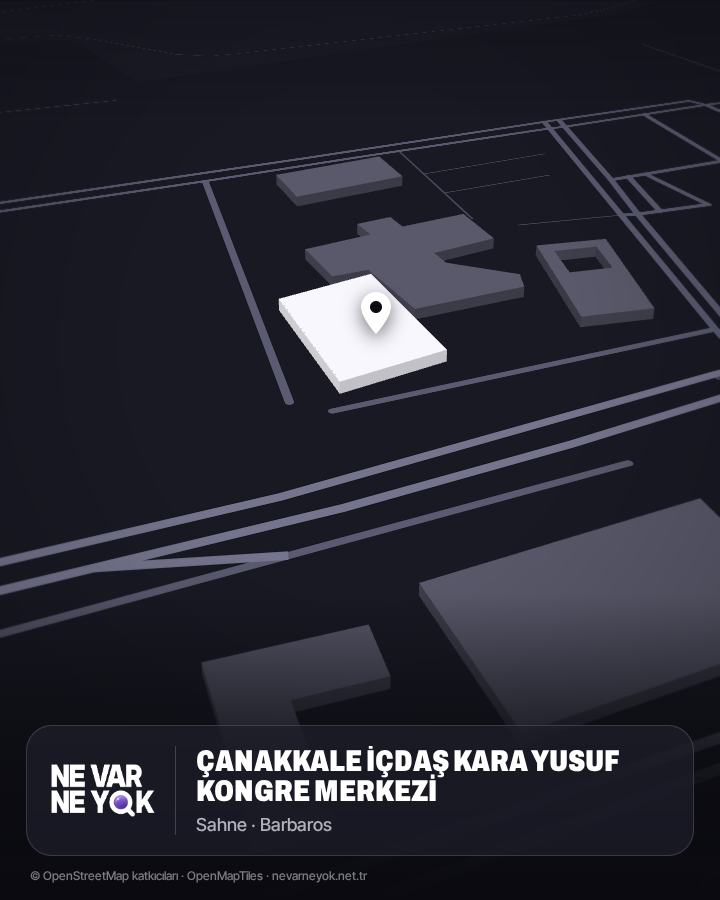 NE VAR
NE YOK
ÇANAKKALE İÇDAŞ KARA YUSUF
KONGRE MERKEZİ
Sahne · Barbaros
© OpenStreetMap katkıcıları · OpenMapTiles · nevarneyok.net.tr